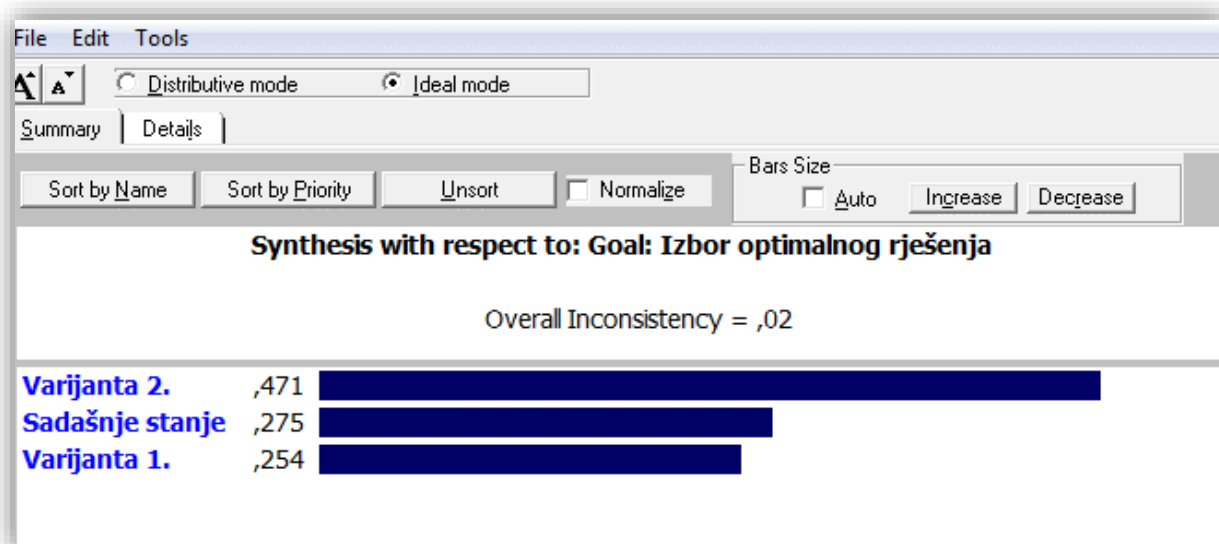 File Edit Tools
A A Distributive mode Ideal mode
Summary Details
Bars Size
Sort by Name Sort by Priority Unsort Normalize Auto Increase Decrease
Synthesis with respect to: Goal: Izbor optimalnog rješenja
Overall Inconsistency = ,02
Varijanta 2. ,471
Sadašnje stanje ,275
Varijanta 1. ,254